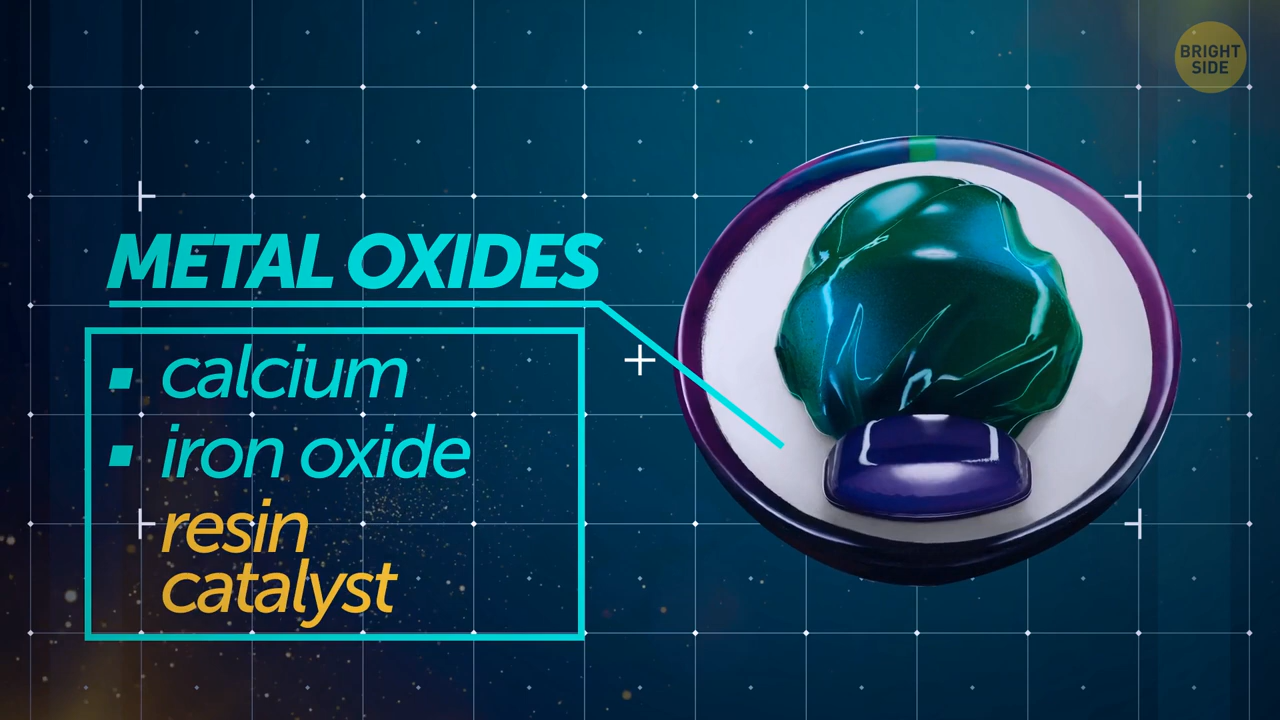 BRIGHT
SIDE
METAL OXIDES
▪ calcium
▪ iron oxide
resin
catalyst